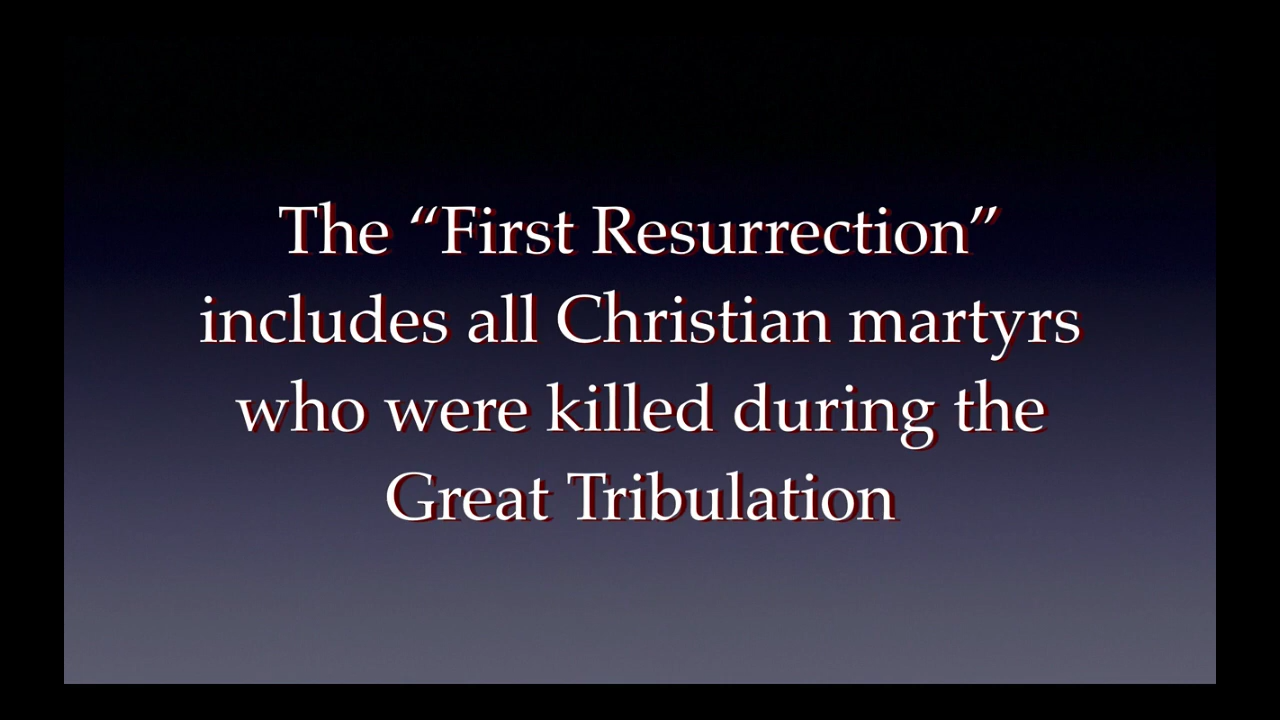 The “First Resurrection”
includes all Christian martyrs
who were killed during the
Great Tribulation